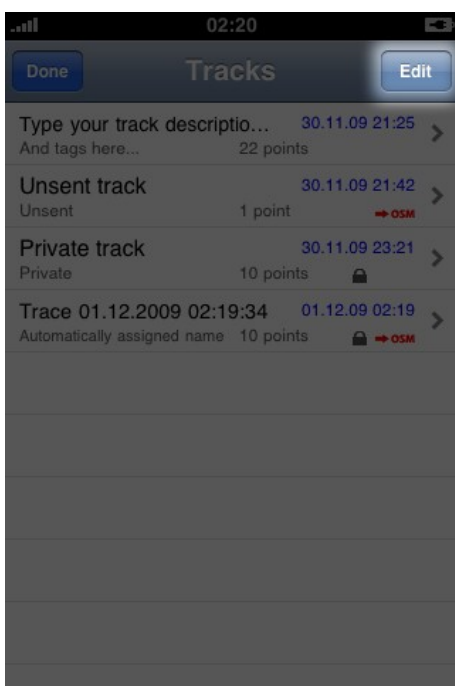 02:20
Done Tracks Edit
Type your track descriptio... 30.11.09 21:25
And tags here... 22 points
Unsent track 30.11.09 21:42
Unsent 1 point OSM
Private track 30.11.09 23:21
Private 10 points
Trace 01.12.2009 02:19:34 01.12.09 02:19
Automatically assigned name 10 points OSM